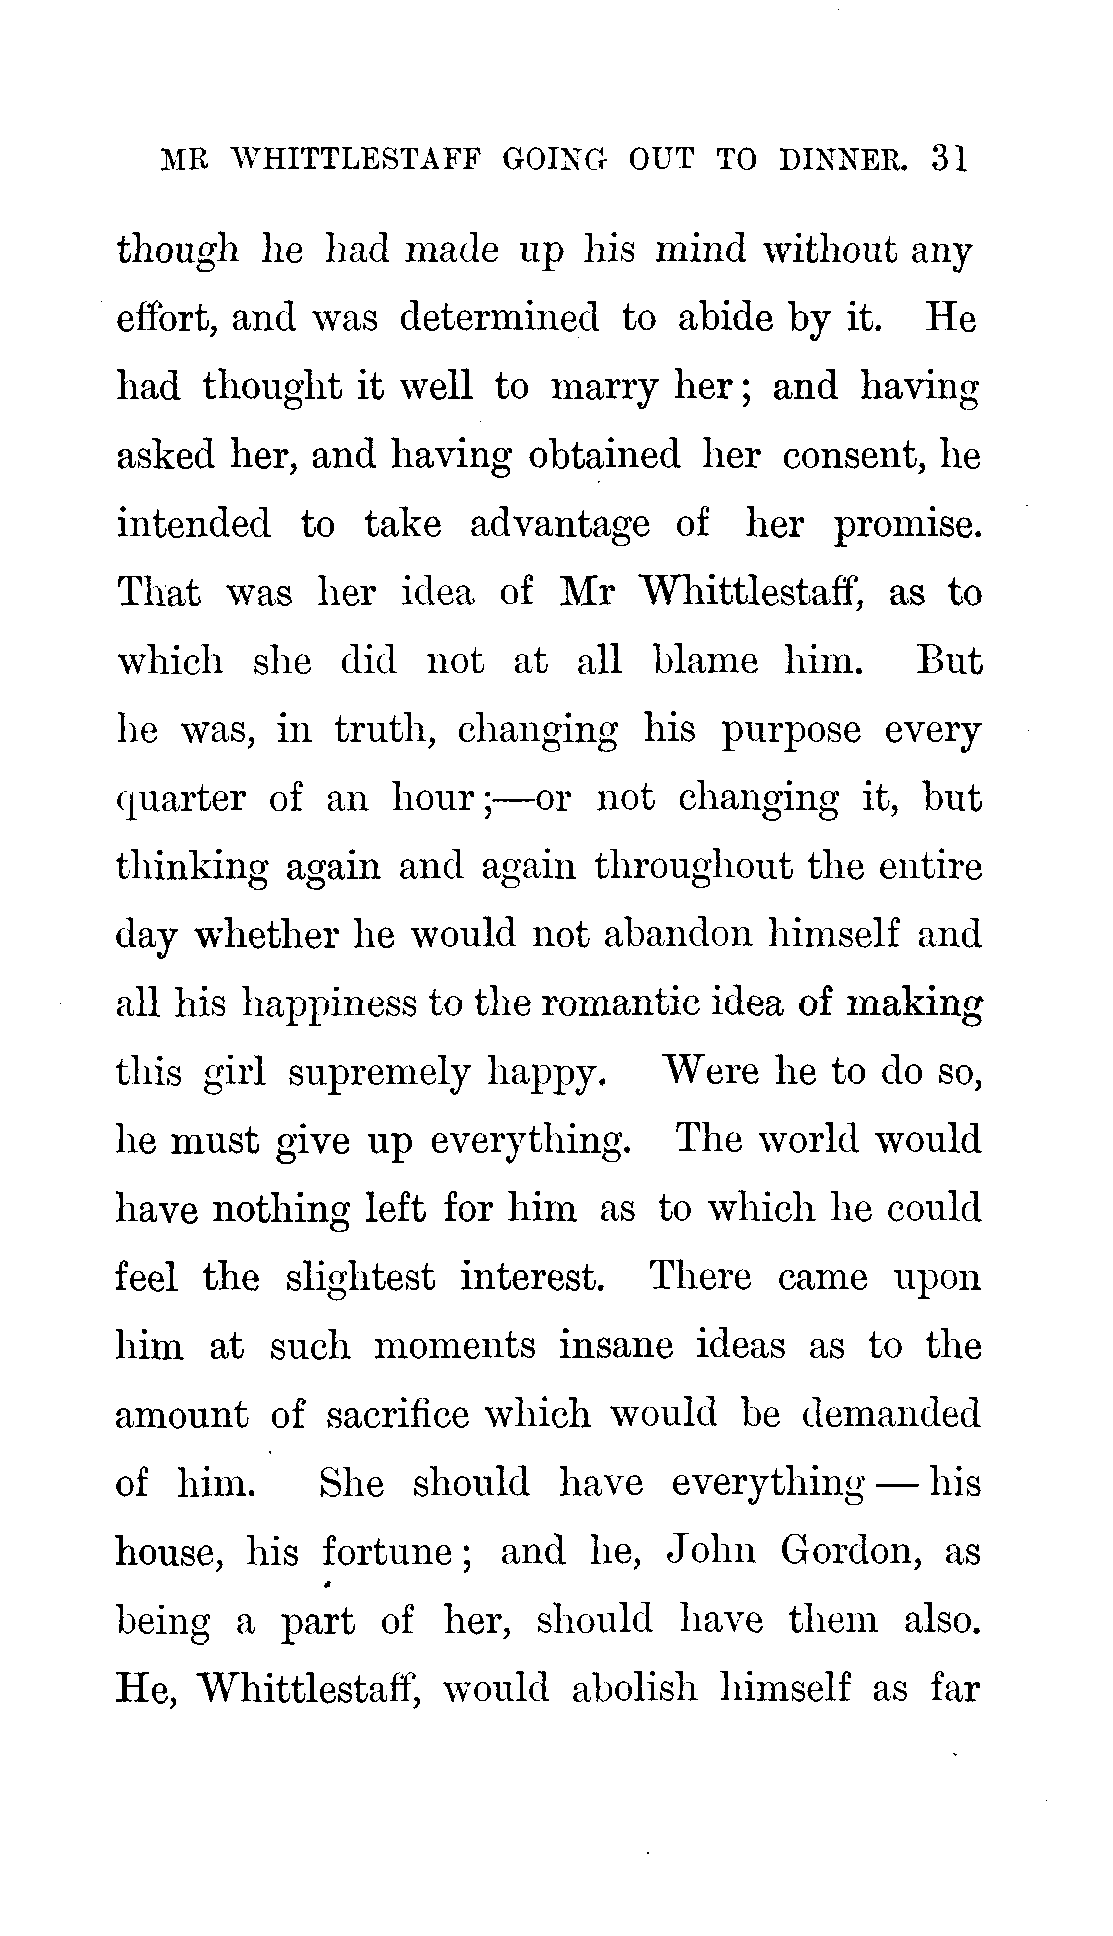 MR WHITTLESTAFF GOING OUT TO DINNER. 31
though he had made up his mind without any
effort, and was determined to abide by it. He
had thought it well to marry her; and having
asked her, and having obtained her consent, he
intended to take advantage of her promise.
That was her idea of Mr Whittlestaff, as to
which she did not at all blame him. But
he was, in truth, changing his purpose every
quarter of an hour;—or not changing it, but
thinking again and again throughout the entire
day whether he would not abandon himself and
all his happiness to the romantic idea of making
this girl supremely happy. Were he to do so,
he must give up everything. The world would
have nothing left for him as to which he could
feel the slightest interest. There came upon
him at such moments insane ideas as to the
amount of sacrifice which would be demanded
of him. She should have everything — his
house, his fortune; and he, John Gordon, as
being a part of her, should have them also.
He, Whittlestaff, would abolish himself as far